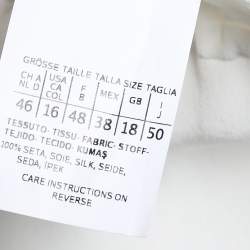 GRÖSSE TAILLE TALLA SIZE TAGLIA
CH A USA F MEX GB I
NL D CA COL B J
46 16 48 38 18 50
TESSUTO-TISSU-FABRIC-STOFF-
TEJIDO-TECIDO-KUMAŞ
100% SETA, SOIE, SILK, SEIDE,
SEDA, İPEK
CARE INSTRUCTIONS ON
REVERSE